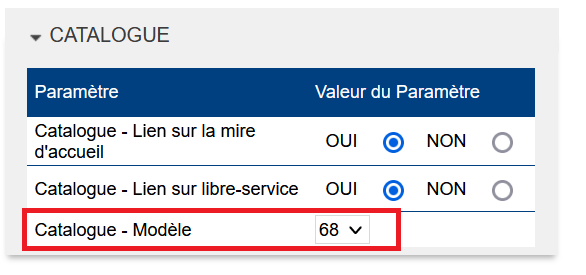 CATALOGUE
Paramètre Valeur du Paramètre
Catalogue - Lien sur la mire
d'accueil OUI NON
Catalogue - Lien sur libre-service OUI NON
Catalogue - Modèle 68